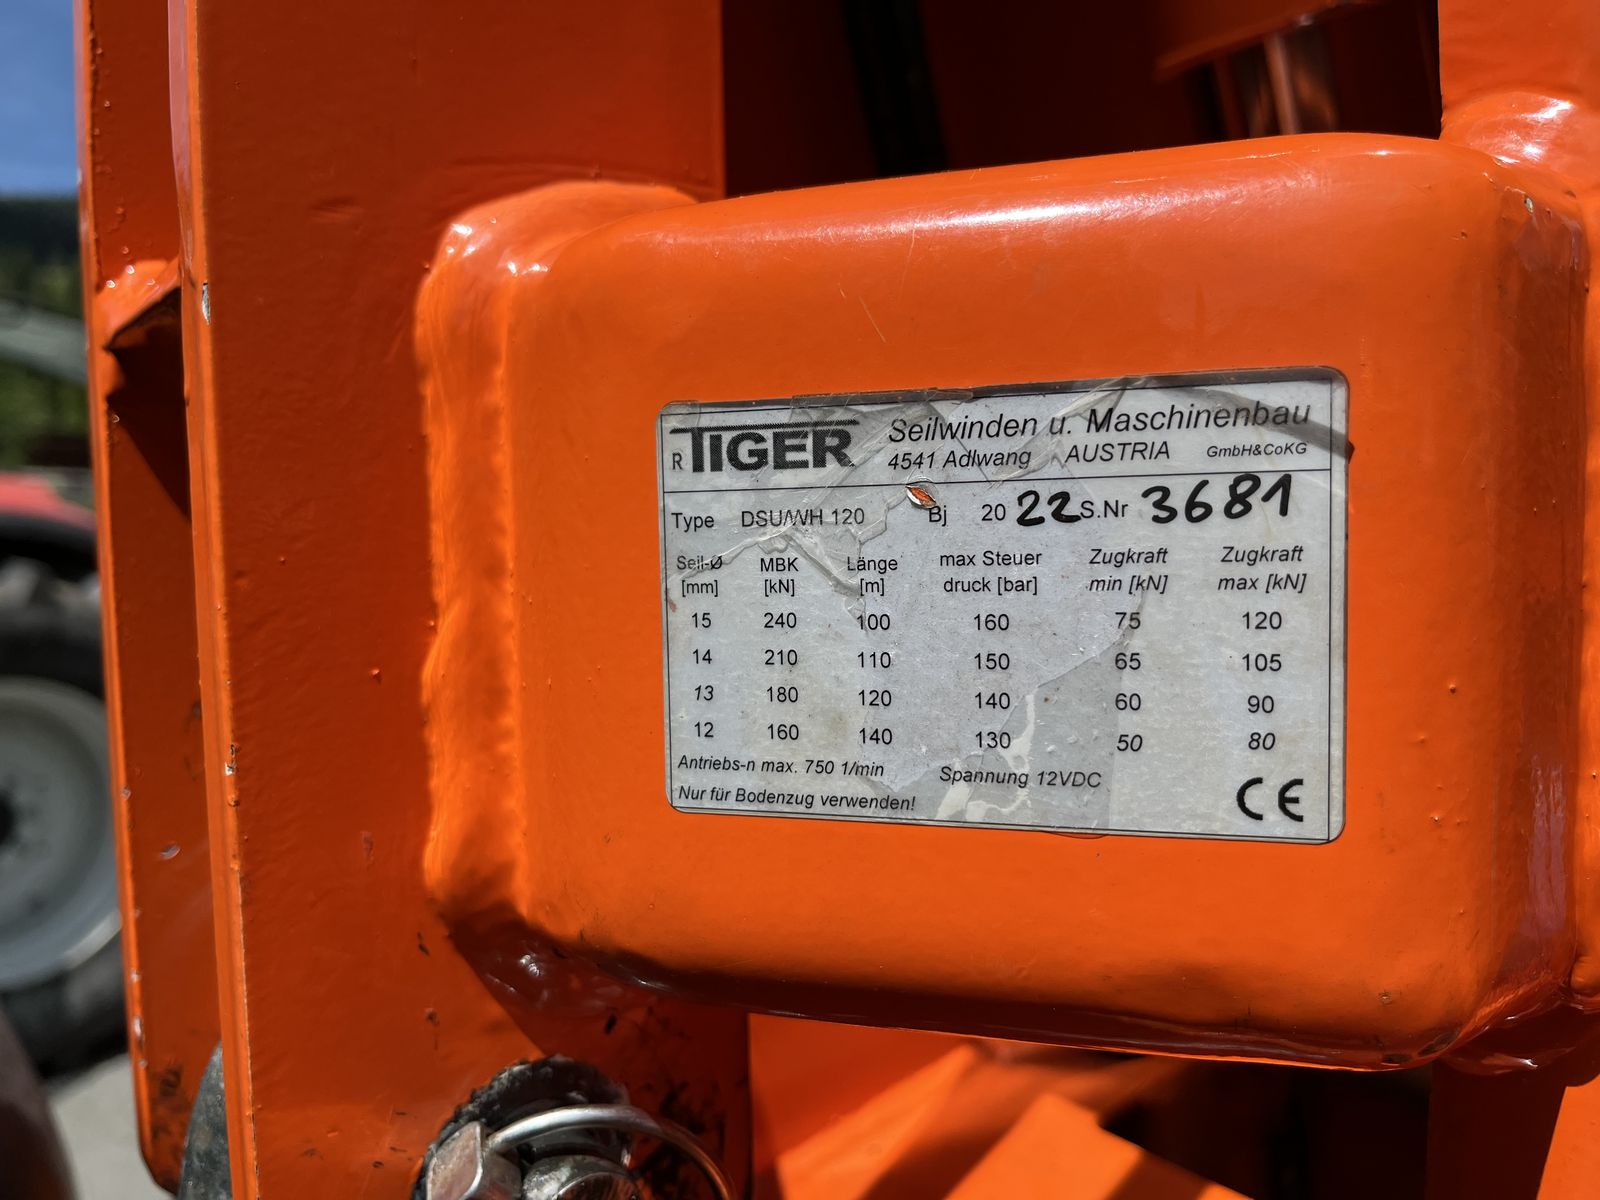 R TIGER Seilwinden u. Maschinenbau
4541 Adlwang AUSTRIA GmbH&CoKG
Type DSU/WH 120 Bj 2022 S.Nr 3681
Seil-Ø MBK Länge max Steuer Zugkraft Zugkraft
[mm] [kN] [m] druck [bar] min [kN] max [kN]
15 240 100 160 75 120
14 210 110 150 65 105
13 180 120 140 60 90
12 160 140 130 50 80
Antriebs-n max. 750 1/min Spannung 12VDC
Nur für Bodenzug verwenden! CE